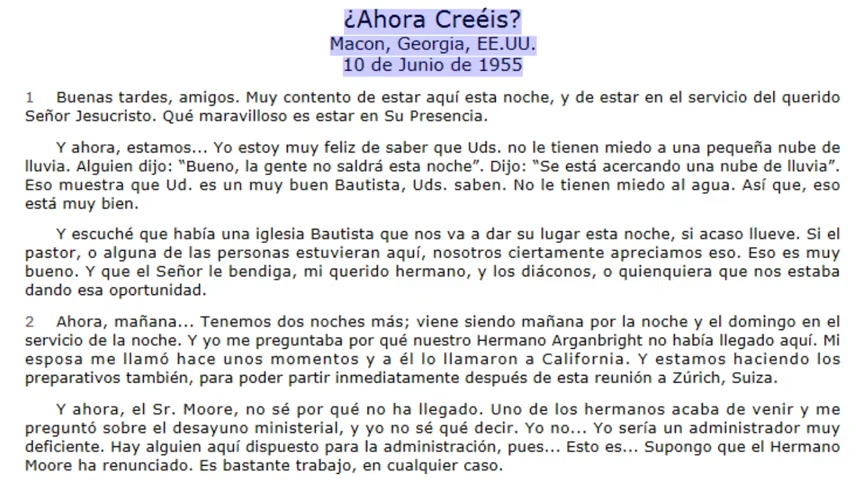 ¿Ahora Creéis?
Macon, Georgia, EE.UU.
10 de Junio de 1955
1 Buenas tardes, amigos. Muy contento de estar aquí esta noche, y de estar en el servicio del querido
Señor Jesucristo. Qué maravilloso es estar en Su Presencia.
Y ahora, estamos... Yo estoy muy feliz de saber que Uds. no le tienen miedo a una pequeña nube de
lluvia. Alguien dijo: “Bueno, la gente no saldrá esta noche”. Dijo: “Se está acercando una nube de lluvia”.
Eso muestra que Ud. es un muy buen Bautista, Uds. saben. No le tienen miedo al agua. Así que, eso
está muy bien.
Y escuché que había una iglesia Bautista que nos va a dar su lugar esta noche, si acaso llueve. Si el
pastor, o alguna de las personas estuvieran aquí, nosotros ciertamente apreciamos eso. Eso es muy
bueno. Y que el Señor le bendiga, mi querido hermano, y los diáconos, o quienquiera que nos estaba
dando esa oportunidad.
2 Ahora, mañana... Tenemos dos noches más; viene siendo mañana por la noche y el domingo en el
servicio de la noche. Y yo me preguntaba por qué nuestro Hermano Arganbright no había llegado aquí. Mi
esposa me llamó hace unos momentos y a él lo llamaron a California. Y estamos haciendo los
preparativos también, para poder partir inmediatamente después de esta reunión a Zúrich, Suiza.
Y ahora, el Sr. Moore, no sé por qué no ha llegado. Uno de los hermanos acaba de venir y me
preguntó sobre el desayuno ministerial, y yo no sé qué decir. Yo no... Yo sería un administrador muy
deficiente. Hay alguien aquí dispuesto para la administración, pues... Esto es... Supongo que el Hermano
Moore ha renunciado. Es bastante trabajo, en cualquier caso.